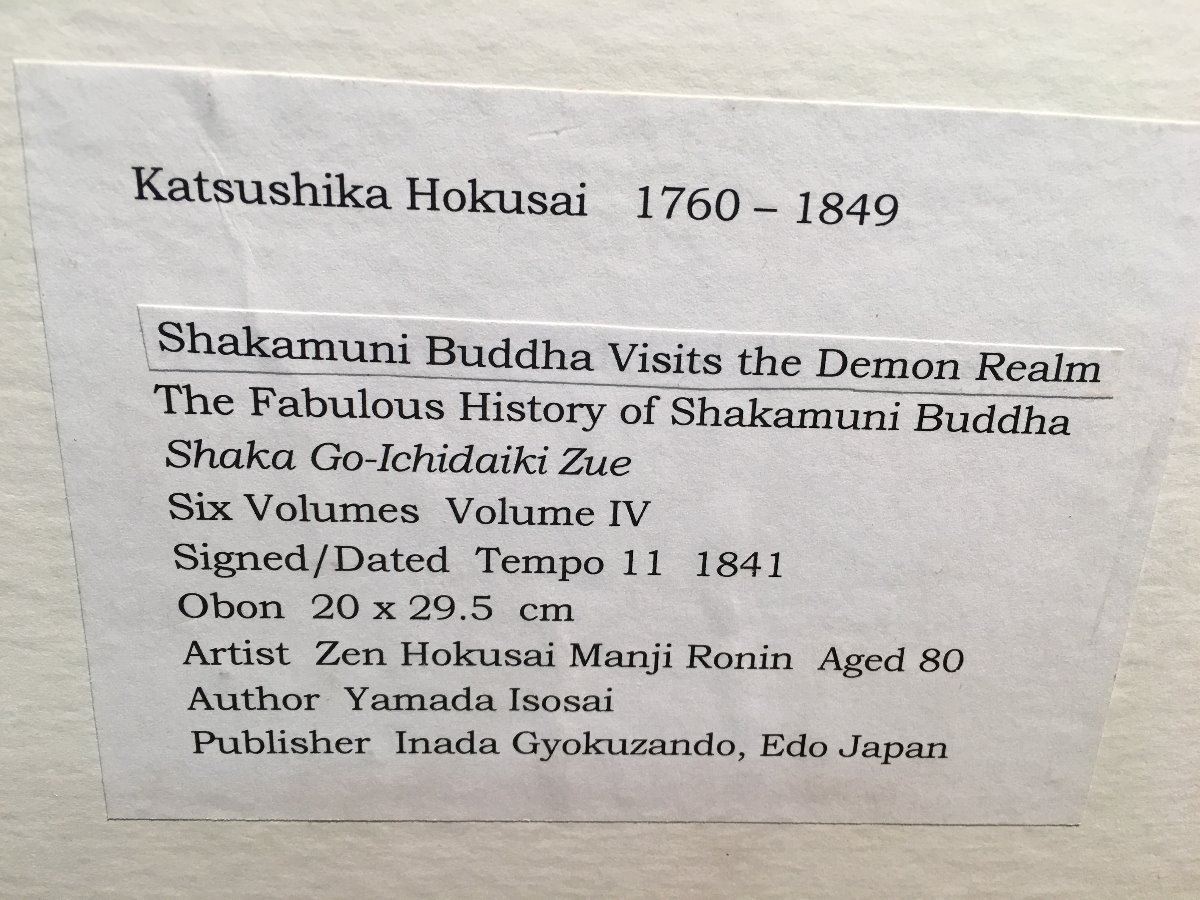 Katsushika Hokusai 1760 – 1849
Shakamuni Buddha Visits the Demon Realm
The Fabulous History of Shakamuni Buddha
Shaka Go-Ichidaiki Zue
Six Volumes Volume IV
Signed/Dated Tempo 11 1841
Obon 20 x 29.5 cm
Artist Zen Hokusai Manji Ronin Aged 80
Author Yamada Isosai
Publisher Inada Gyokuzando, Edo Japan